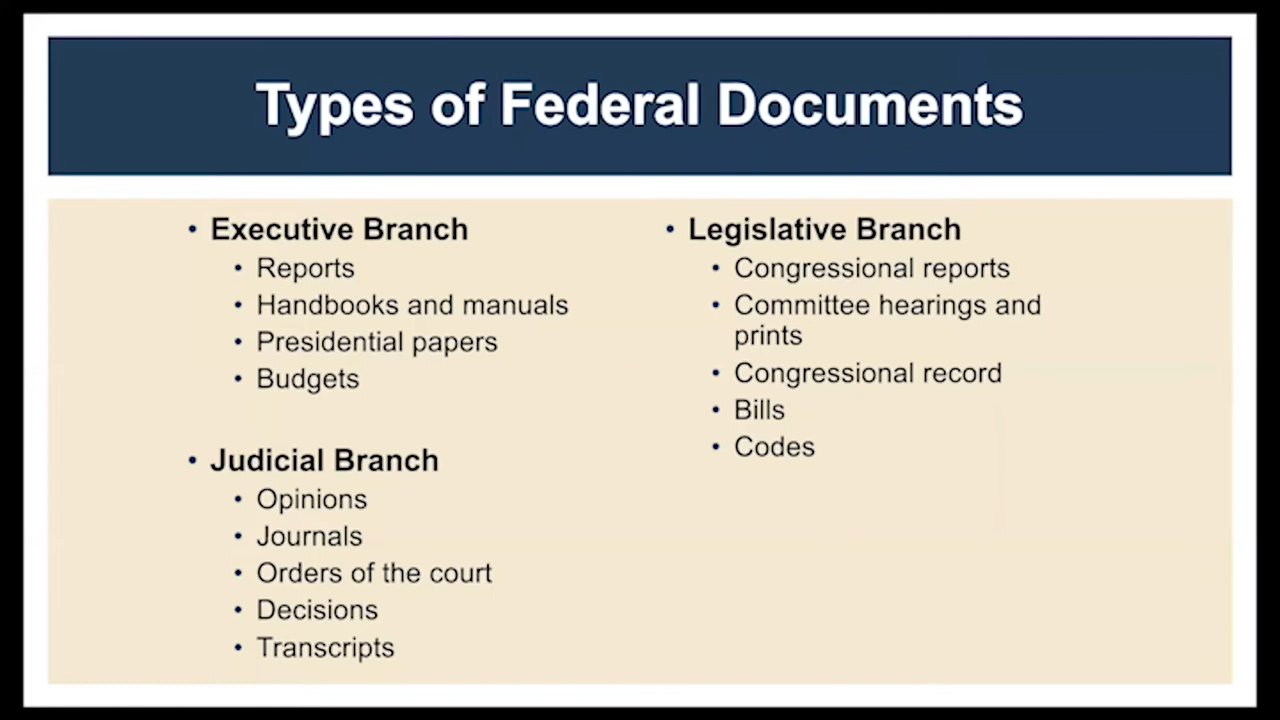 Types of Federal Documents
• Executive Branch
• Reports
• Handbooks and manuals
• Presidential papers
• Budgets
• Judicial Branch
• Opinions
• Journals
• Orders of the court
• Decisions
• Transcripts
• Legislative Branch
• Congressional reports
• Committee hearings and
prints
• Congressional record
• Bills
• Codes